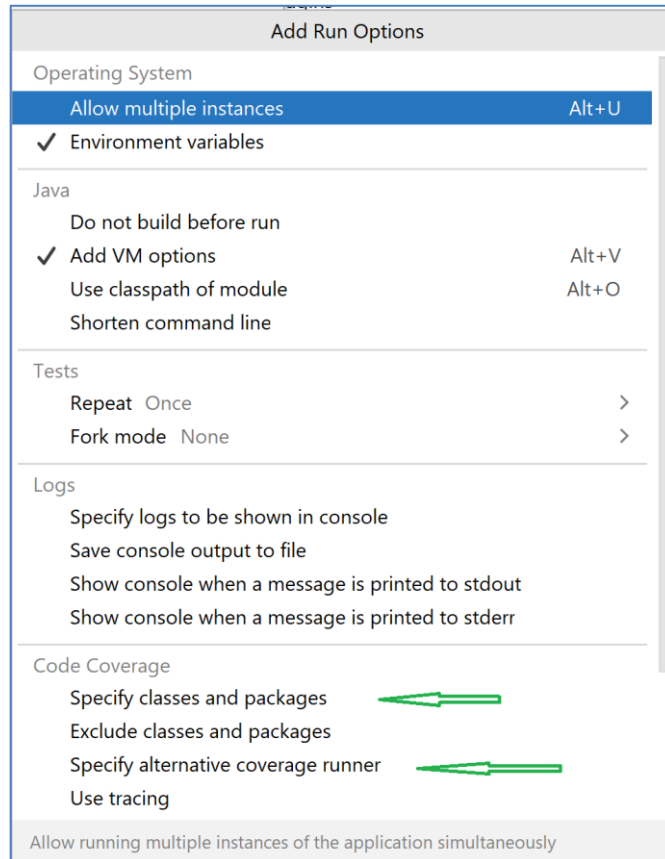 Add Run Options
Operating System
Allow multiple instances Alt+U
Environment variables
Java
Do not build before run
Add VM options Alt+V
Use classpath of module Alt+O
Shorten command line
Tests
Repeat Once
Fork mode None
Logs
Specify logs to be shown in console
Save console output to file
Show console when a message is printed to stdout
Show console when a message is printed to stderr
Code Coverage
Specify classes and packages
Exclude classes and packages
Specify alternative coverage runner
Use tracing
Allow running multiple instances of the application simultaneously